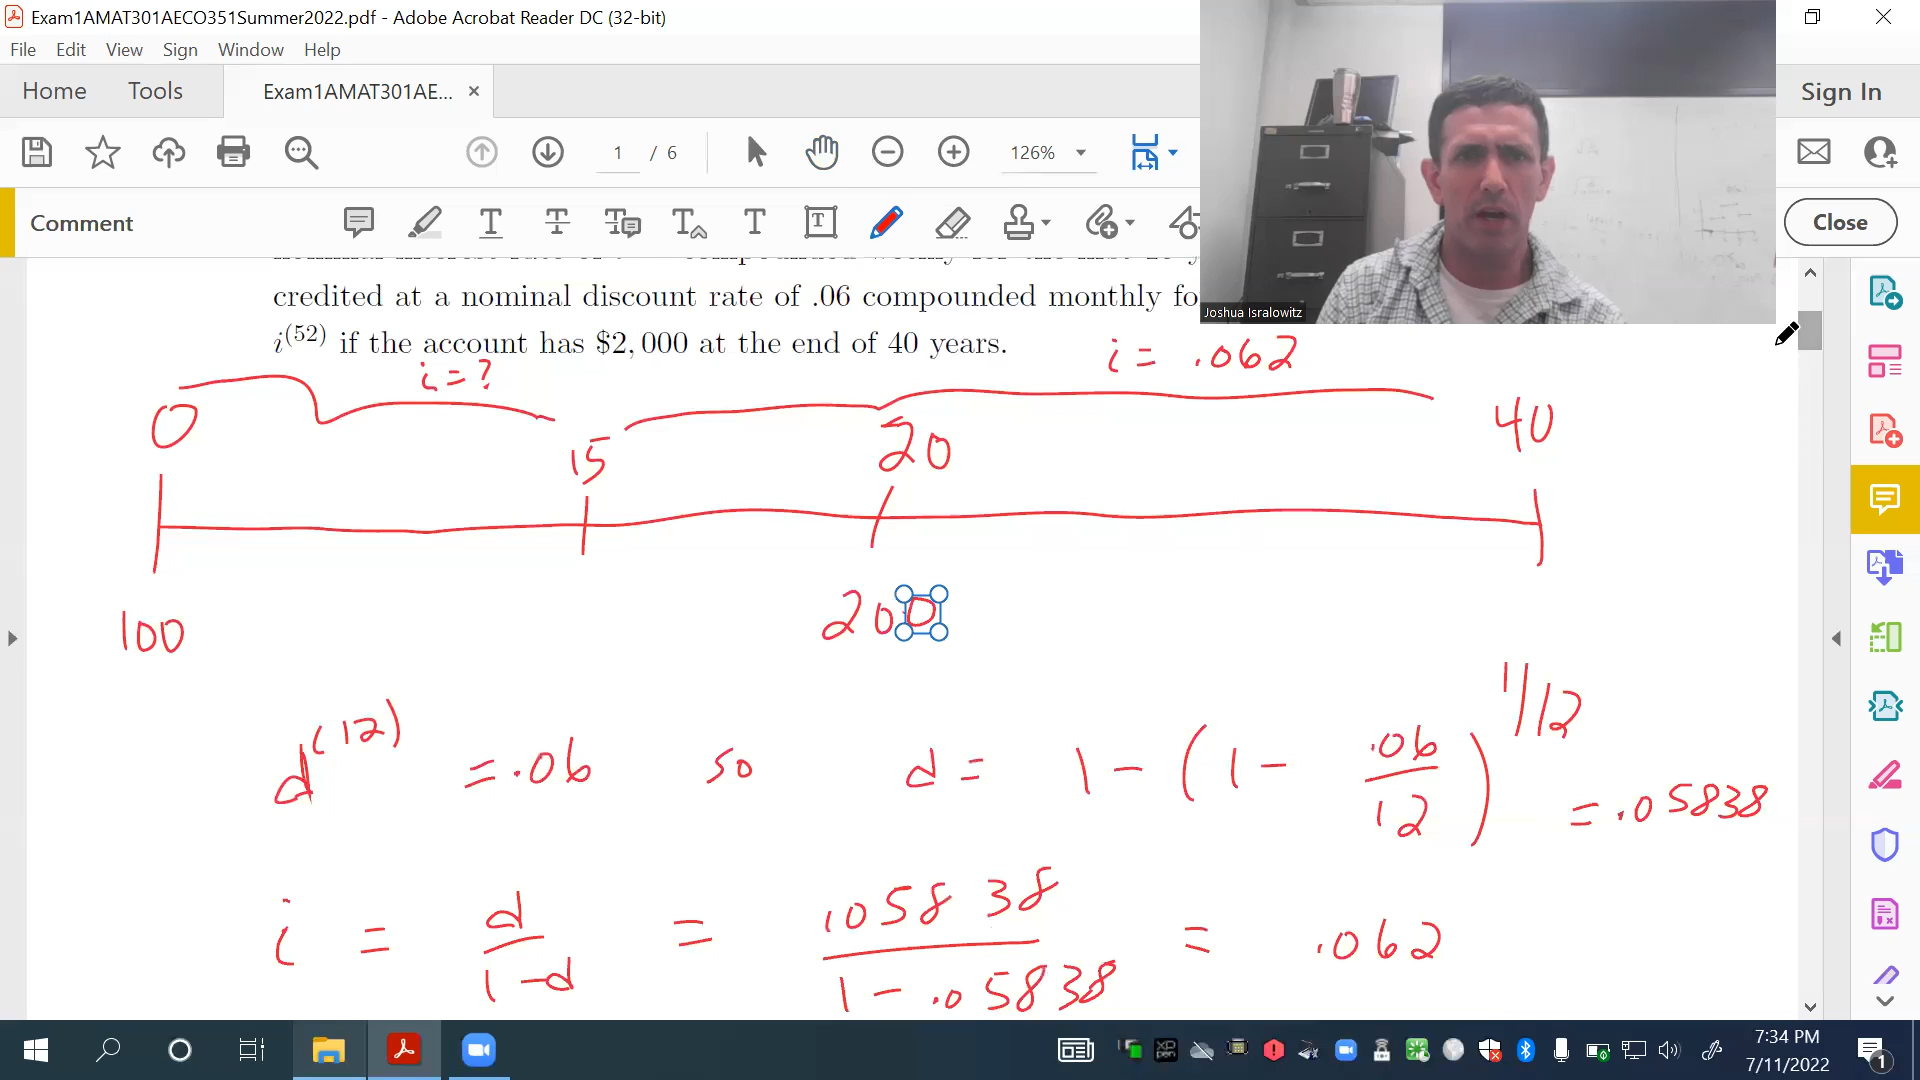 Exam1AMAT301AECO351Summer2022.pdf - Adobe Acrobat Reader DC (32-bit)
File Edit View Sign Window Help
Home Tools Exam1AMAT301AE... × Sign In
1 / 6 126%
Comment Close
credited at a nominal discount rate of .06 compounded monthly fo
i(52) if the account has $2,000 at the end of 40 years.
Joshua Isralowitz
i = ? i = .062
0 15 20 40
100 200
d(12) = .06 so d = 1 - (1 - .06/12)^1/12 = .05838
i = d/1-d = .05838/1-.05838 = .062
7:34 PM
7/11/2022
1